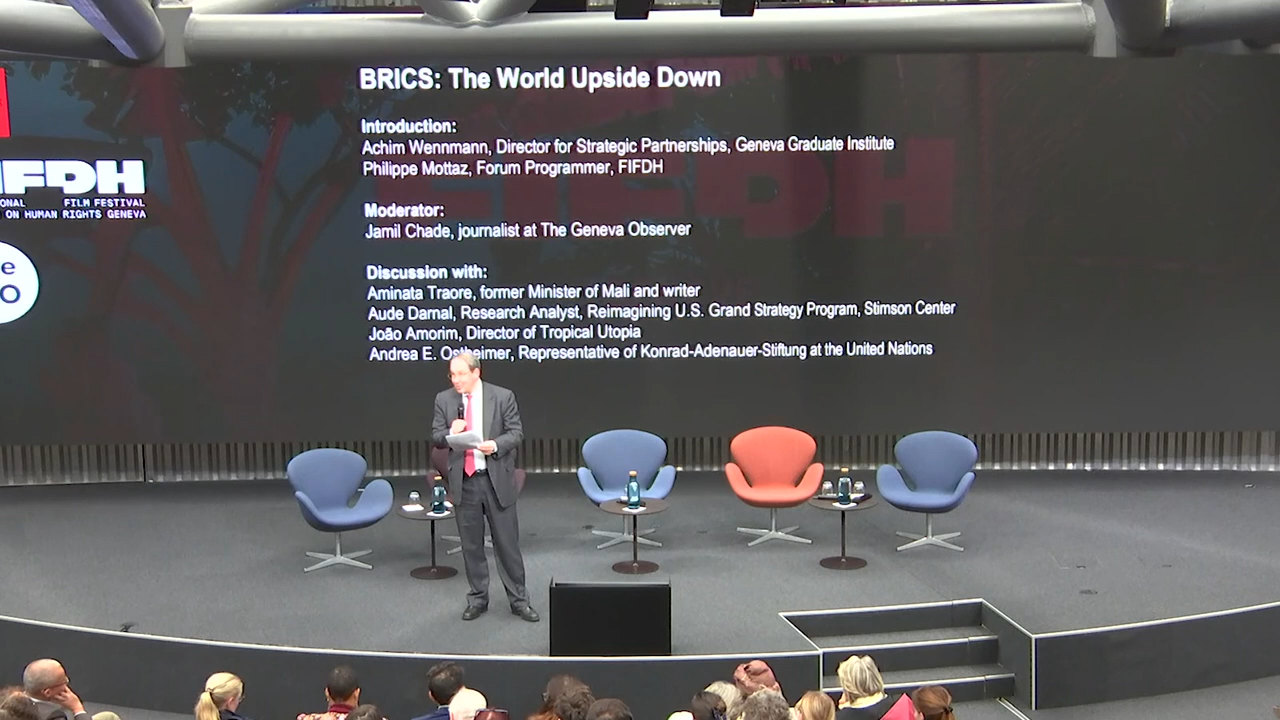 BRICS: The World Upside Down
Introduction:
Achim Wennmann, Director for Strategic Partnerships, Geneva Graduate Institute
Philippe Mottaz, Forum Programmer, FIFDH
Moderator:
Jamil Chade, journalist at The Geneva Observer
Discussion with:
Aminata Traore, former Minister of Mali and writer
Aude Darnal, Research Analyst, Reimagining U.S. Grand Strategy Program, Stimson Center
João Amorim, Director of Tropical Utopia
Andrea E. Ostheimer, Representative of Konrad-Adenauer-Stiftung at the United Nations
IFDH
ONAL FILM FESTIVAL
ON HUMAN RIGHTS GENEVA
e
O
FIFDH